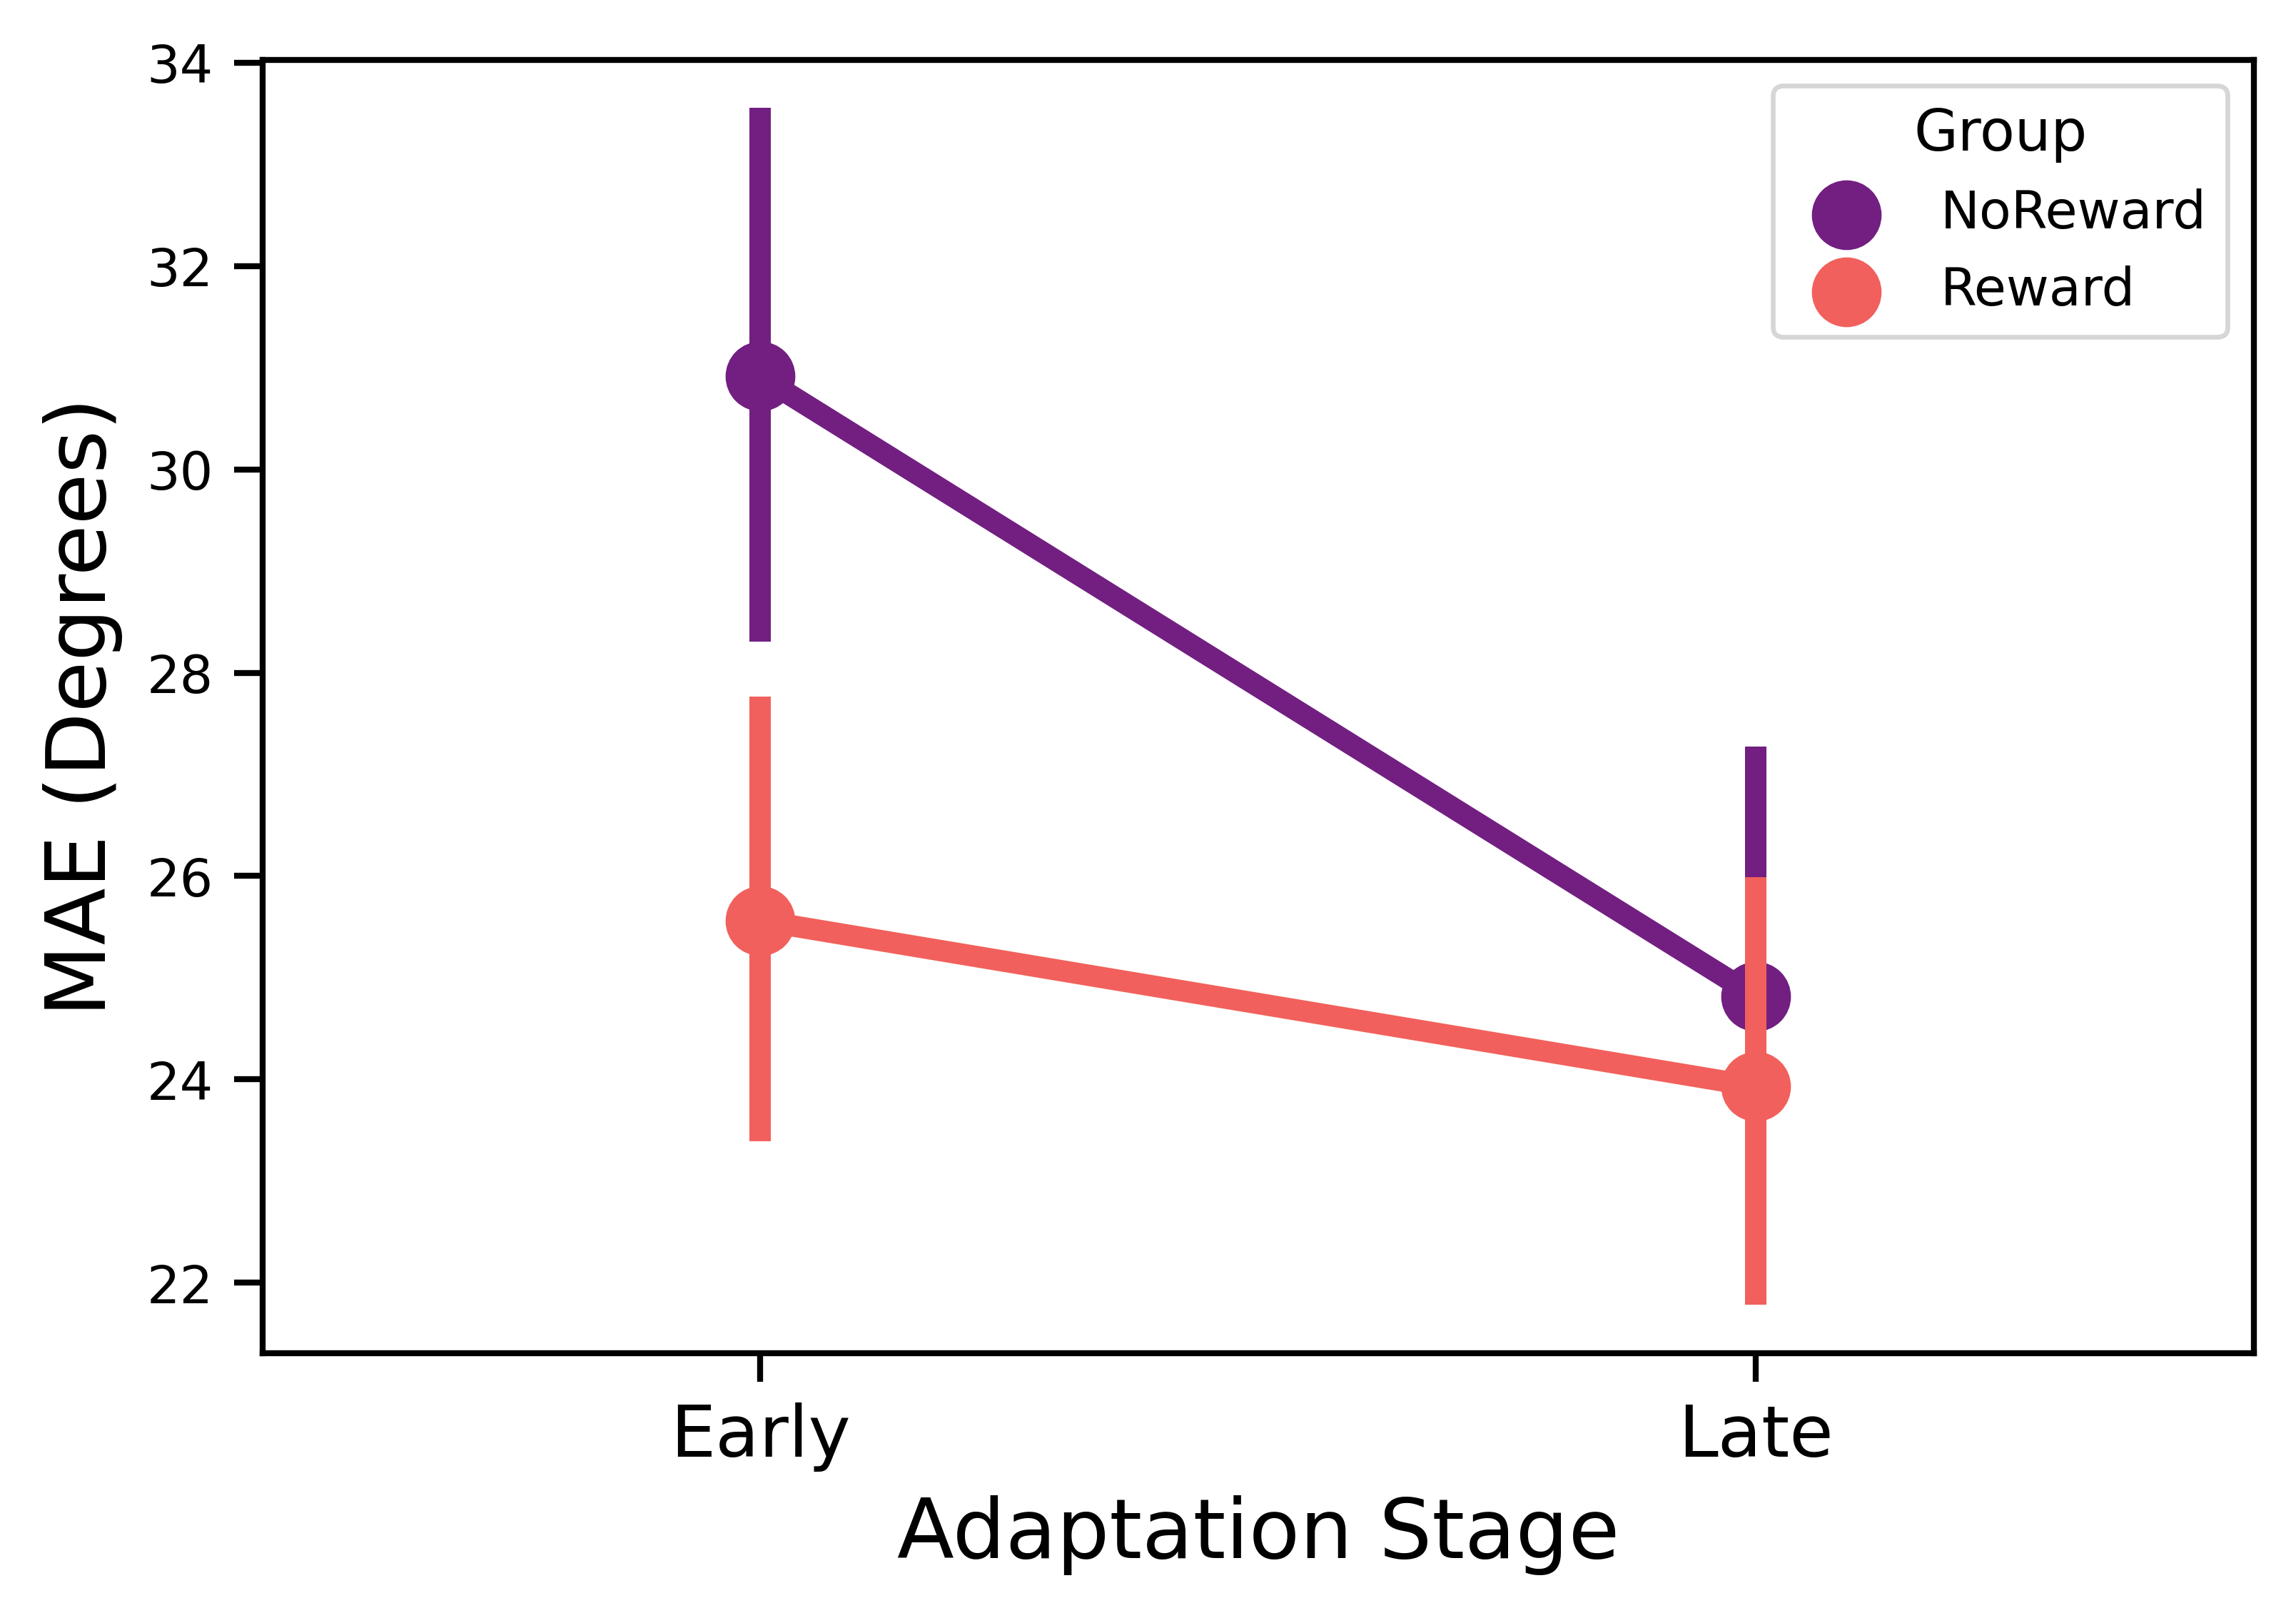 34
32
30
28
26
24
22
MAE (Degrees)
Group
NoReward
Reward
Early
Late
Adaptation Stage